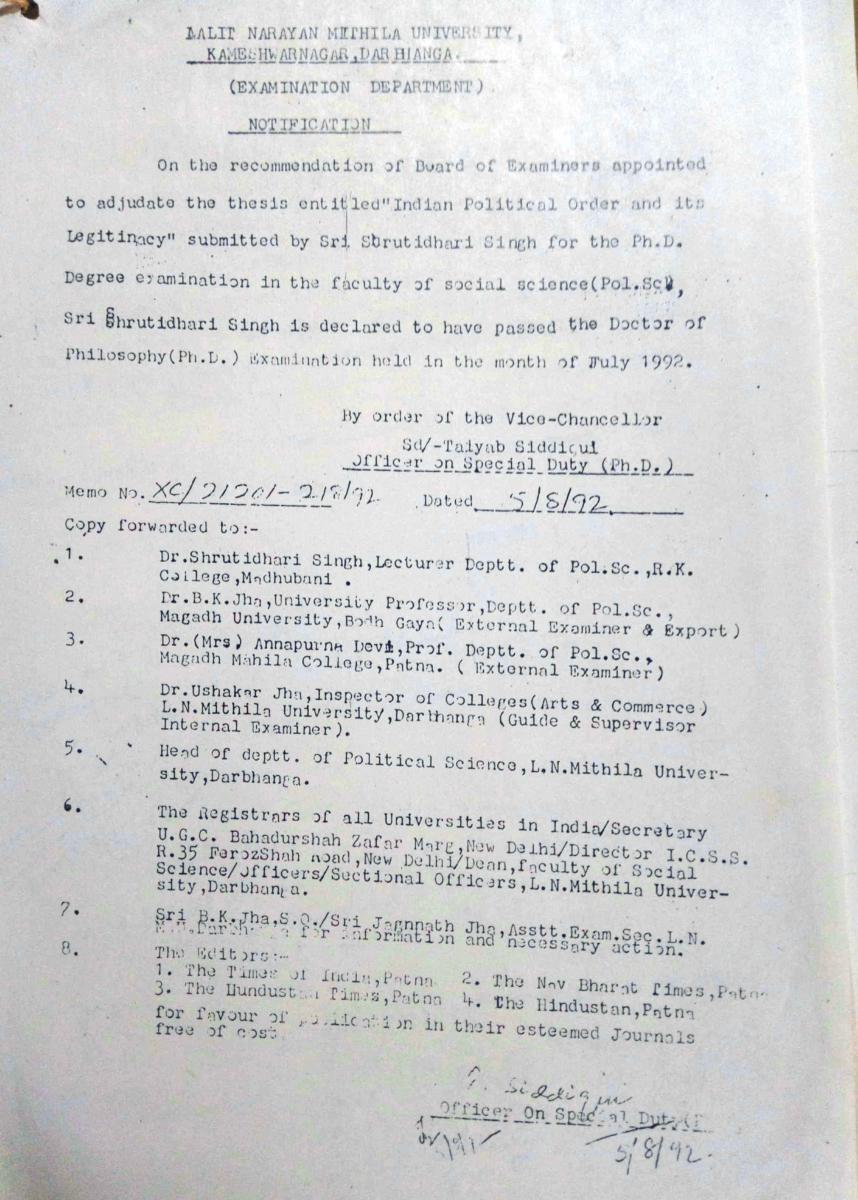 LALIT NARAYAN MITHILA UNIVERSITY,
KAMESHWARNAGAR,DARBHANGA.
(EXAMINATION DEPARTMENT)
NOTIFICATION
On the recommendation of Board of Examiners appointed
to adjudate the thesis entitled"Indian Political Order and its
Legitimacy" submitted by Sri Shrutidhari Singh for the Ph.D.
Degree examination in the faculty of social science(Pol.Sc),
Sri Shrutidhari Singh is declared to have passed the Doctor of
Philosophy(Ph.D.) Examination held in the month of July 1992.
By order of the Vice-Chancellor
Sd/-Taiyab Siddiqui
Officer on Special Duty (Ph.D.)
Memo No. XC/21201-218/92 Dated 5/8/92
Copy forwarded to:-
1. Dr.Shrutidhari Singh,Lecturer Deptt. of Pol.Sc.,R.K.
College,Madhubani .
2. Dr.B.K.Jha,University Professor,Deptt. of Pol.Sc.,
Magadh University,Bodh Gaya( External Examiner & Export)
3. Dr.(Mrs) Annapurna Devi,Prof. Deptt. of Pol.Sc.,
Magadh Mahila College,Patna. ( External Examiner)
4. Dr.Ushakar Jha,Inspector of Colleges(Arts & Commerce)
L.N.Mithila University,Darbhanga (Guide & Supervisor
Internal Examiner).
5. Head of deptt. of Political Science,L.N.Mithila Univer-
sity,Darbhanga.
6. The Registrars of all Universities in India/Secretary
U.G.C. Bahadurshah Zafar Marg,New Delhi/Director I.C.S.S.
R.35 FerozShah Road,New Delhi/Dean,faculty of Social
Science/Officers/Sectional Officers,L.N.Mithila Univer-
sity,Darbhanga.
7. Sri B.K.Jha,S.O./Sri Jagnnath Jha,Asstt.Exam.Sec.L.N.
for information and necessary action.
8. The Editors:-
1. The Times of India,Patna 2. The Nav Bharat Times,Patna
3. The Hundustan Times,Patna 4. The Hindustan,Patna
for favour of publication in their esteemed Journals
free of cost.
T. Siddiqui
Officer On Special Duty
5/8/92.